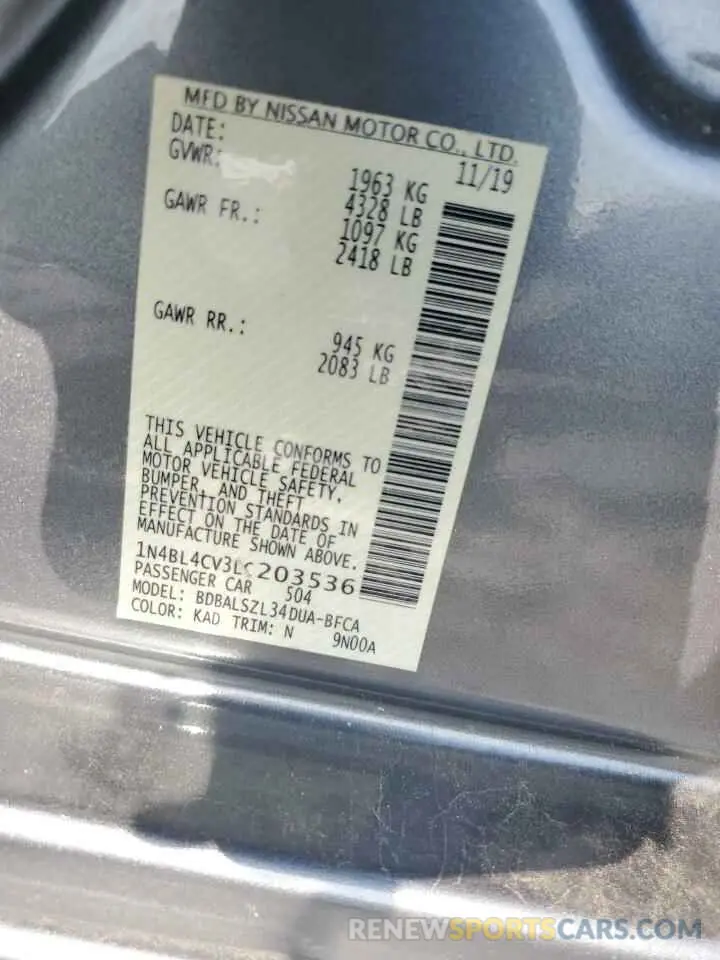 MFD BY NISSAN MOTOR CO., LTD.
DATE: 11/19
GVWR: 1963 KG
4328 LB
GAWR FR.: 1097 KG
2418 LB
GAWR RR.: 945 KG
2083 LB
THIS VEHICLE CONFORMS TO
ALL APPLICABLE FEDERAL
MOTOR VEHICLE SAFETY,
BUMPER, AND THEFT
PREVENTION STANDARDS IN
EFFECT ON THE DATE OF
MANUFACTURE SHOWN ABOVE.
1N4BL4CV3LC203536
PASSENGER CAR 504
MODEL: BDBALSZL34DUA-BFCA
COLOR: KAD TRIM: N 9N00A
RENEWSPORTSCARS.COM